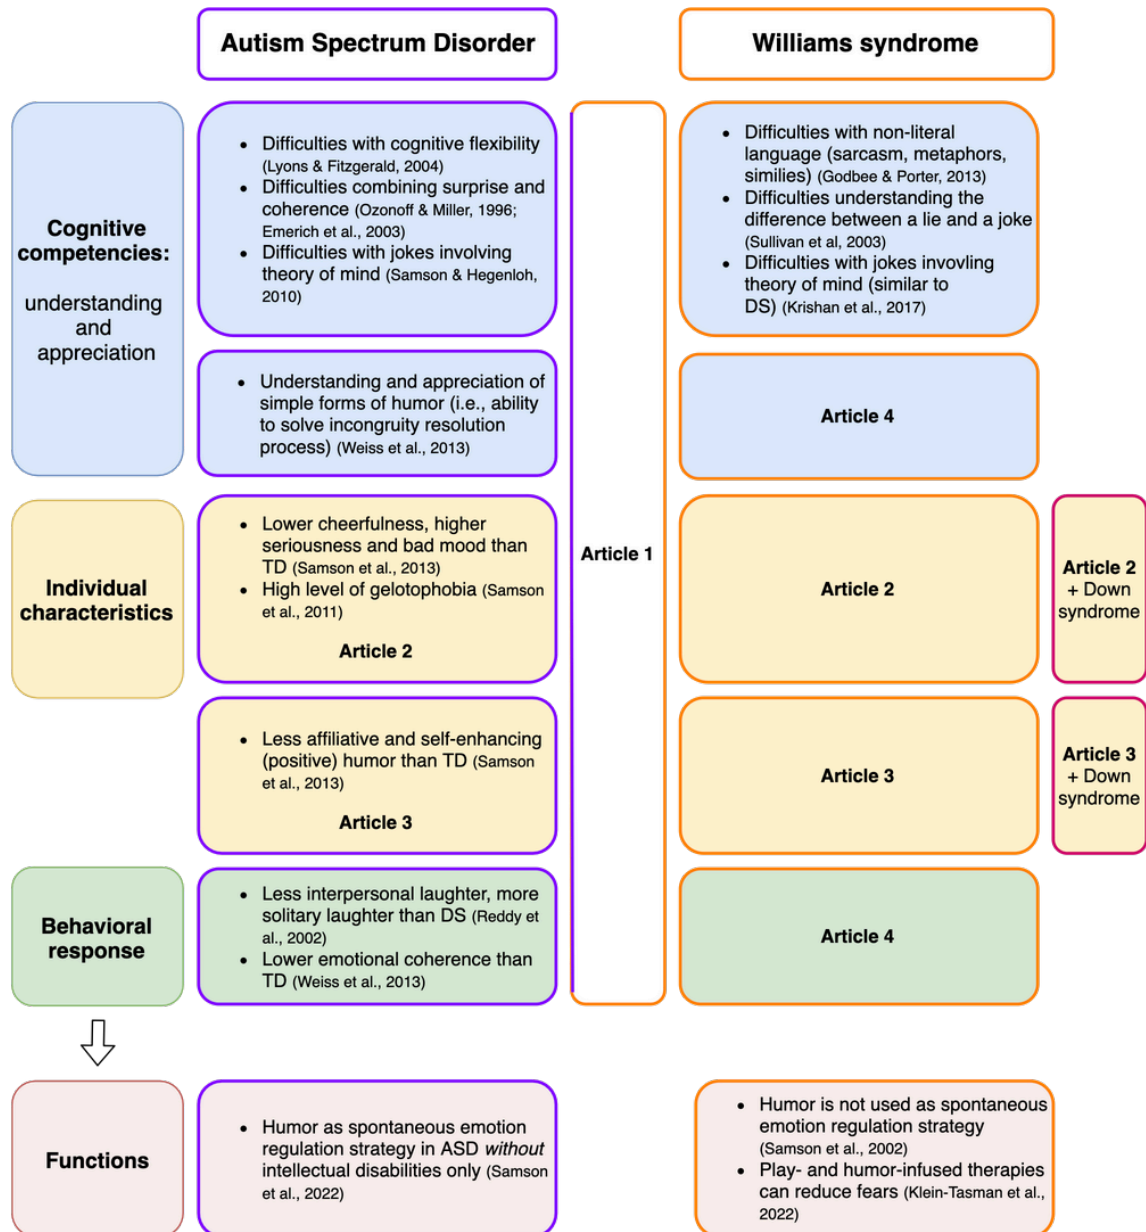 Autism Spectrum Disorder
Williams syndrome
Cognitive
competencies:
understanding
and
appreciation
• Difficulties with cognitive flexibility
(Lyons & Fitzgerald, 2004)
• Difficulties combining surprise and
coherence (Ozonoff & Miller, 1996;
Emerich et al., 2003)
• Difficulties with jokes involving
theory of mind (Samson & Hegenloh,
2010)
• Difficulties with non-literal
language (sarcasm, metaphors,
similies) (Godbee & Porter, 2013)
• Difficulties understanding the
difference between a lie and a joke
(Sullivan et al, 2003)
• Difficulties with jokes invovling
theory of mind (similar to
DS) (Krishan et al., 2017)
• Understanding and appreciation of
simple forms of humor (i.e., ability
to solve incongruity resolution
process) (Weiss et al., 2013)
Article 4
Individual
characteristics
• Lower cheerfulness, higher
seriousness and bad mood than
TD (Samson et al., 2013)
• High level of gelotophobia (Samson
et al., 2011)
Article 2
Article 1
Article 2
Article 2
+ Down
syndrome
• Less affiliative and self-enhancing
(positive) humor than TD (Samson et
al., 2013)
Article 3
Article 3
Article 3
+ Down
syndrome
Behavioral
response
• Less interpersonal laughter, more
solitary laughter than DS (Reddy et
al., 2002)
• Lower emotional coherence than
TD (Weiss et al., 2013)
Article 4
Functions
• Humor as spontaneous emotion
regulation strategy in ASD without
intellectual disabilities only (Samson
et al., 2022)
• Humor is not used as spontaneous
emotion regulation strategy
(Samson et al., 2002)
• Play- and humor-infused therapies
can reduce fears (Klein-Tasman et al.,
2022)